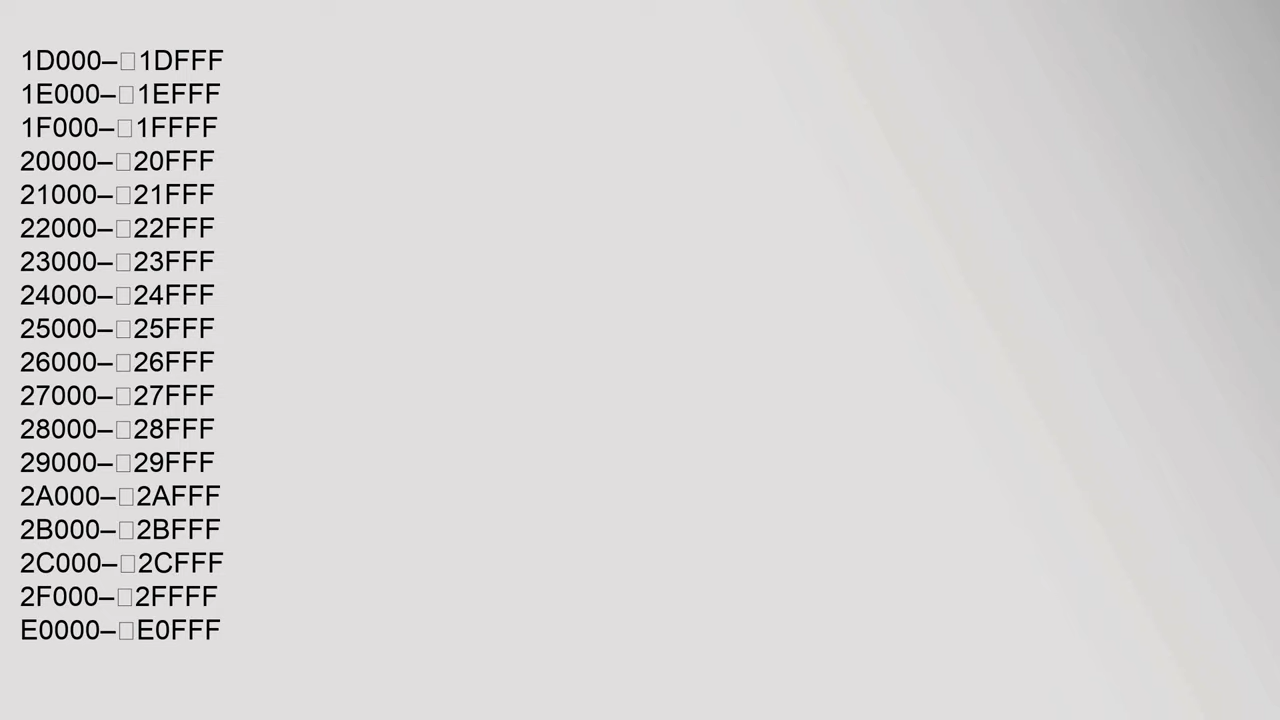 1D000–□1DFFF
1E000–□1EFFF
1F000–□1FFFF
20000–□20FFF
21000–□21FFF
22000–□22FFF
23000–□23FFF
24000–□24FFF
25000–□25FFF
26000–□26FFF
27000–□27FFF
28000–□28FFF
29000–□29FFF
2A000–□2AFFF
2B000–□2BFFF
2C000–□2CFFF
2F000–□2FFFF
E0000–□E0FFF